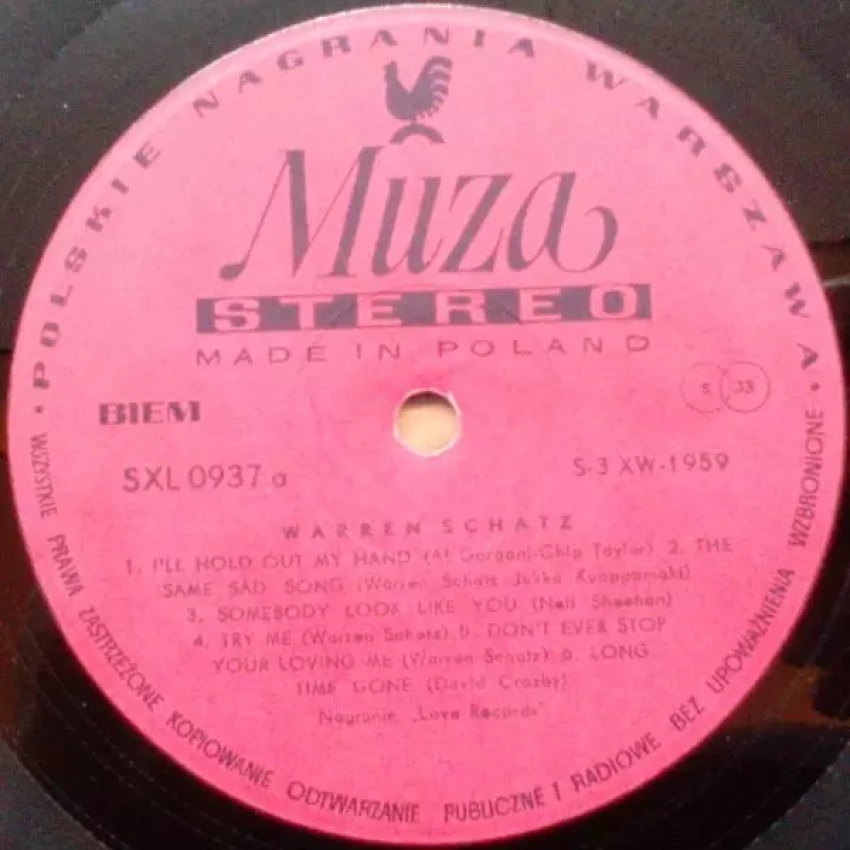 • POLSKIE NAGRANIA WARSZAWA •
Muza
STEREO
MADE IN POLAND
BIEM
S 33
SXL 0937 a
S-3 XW-1959
WARREN SCHATZ
1. I'LL HOLD OUT MY HAND (Al Gorgoni-Chip Taylor) 2. THE
SAME SAD SONG (Warren Schatz Jukka Kuoppamaki)
3. SOMEBODY LOOK LIKE YOU (Neil Sheehan)
4. TRY ME (Warren Schatz) 5. DON'T EVER STOP
YOUR LOVING ME (Warren Schatz) 6. LONG
TIME GONE (David Crozby)
Nagranie „Love Records"
WSZYSTKIE PRAWA ZASTRZEŻONE KOPIOWANIE ODTWARZANIE PUBLICZNE I RADIOWE BEZ UPOWAŻNIENIA WZBRONIONE